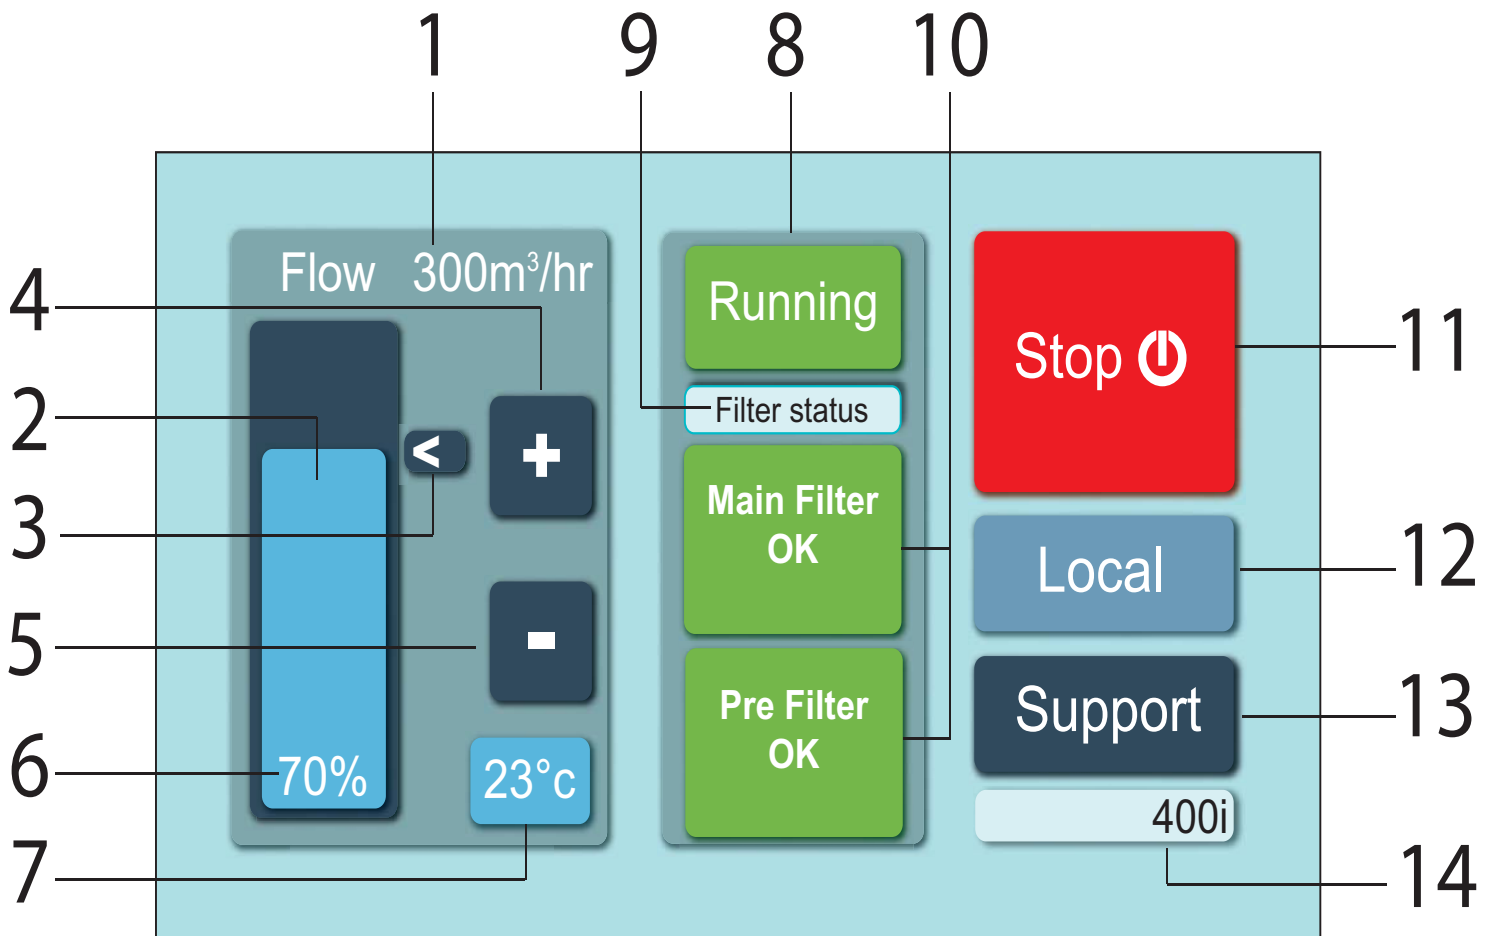 1
9
8
10
Flow 300m³/hr
4
2
<
+
3
5
-
6
70%
23°c
7
Running
Filter status
Main Filter
OK
Pre Filter
OK
Stop
11
Local
12
Support
13
400i
14